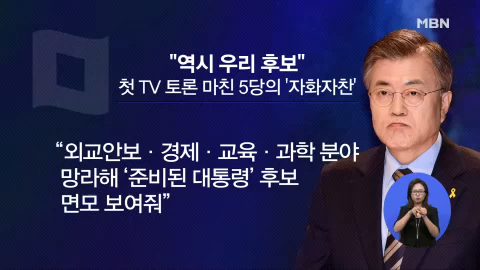 MBN
"역시 우리 후보"
첫 TV 토론 마친 5당의 '자화자찬'
“외교안보 · 경제 · 교육 · 과학 분야
망라해 ‘준비된 대통령’ 후보
면모 보여줘”